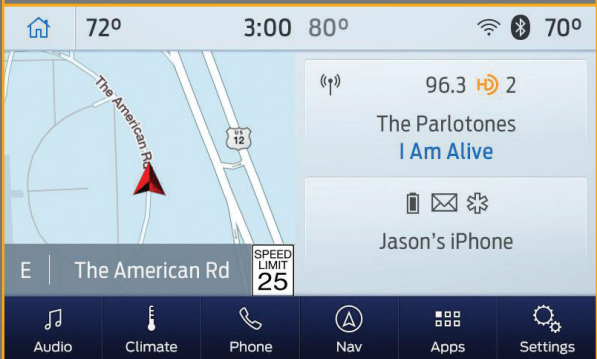 72° 3:00 80° 70°
The American Rd
U S
12
96.3 HD 2
The Parlotones
I Am Alive
Jason's iPhone
E The American Rd
SPEED
LIMIT
25
Audio Climate Phone Nav Apps Settings